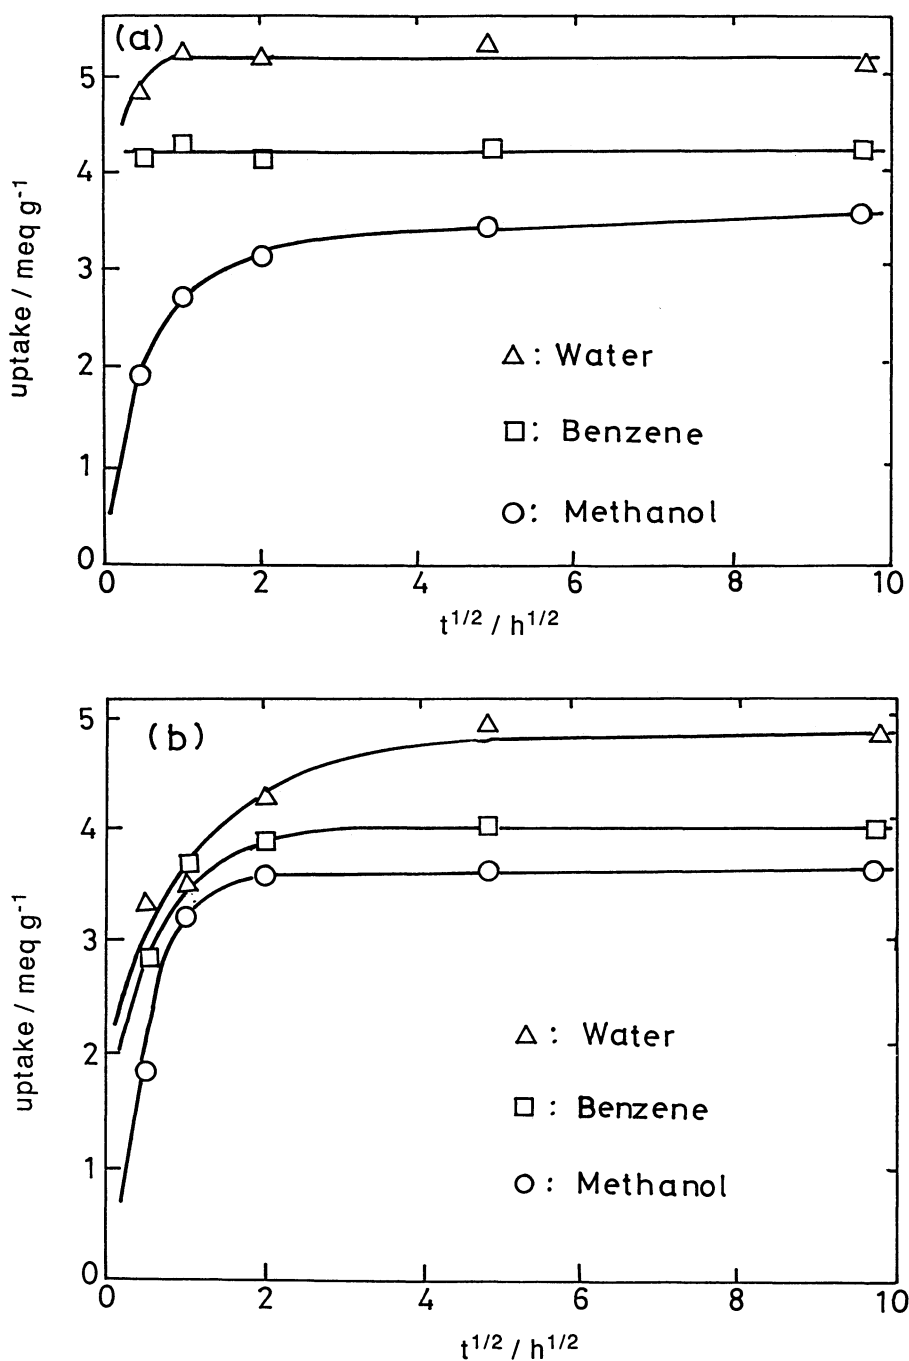 (a)
5
4
3
2
1
0
uptake / meq g⁻¹
△: Water
□: Benzene
○: Methanol
0 2 4 6 8 10
t¹/² / h¹/²
(b)
5
4
3
2
1
0
uptake / meq g⁻¹
△: Water
□: Benzene
○: Methanol
0 2 4 6 8 10
t¹/² / h¹/²